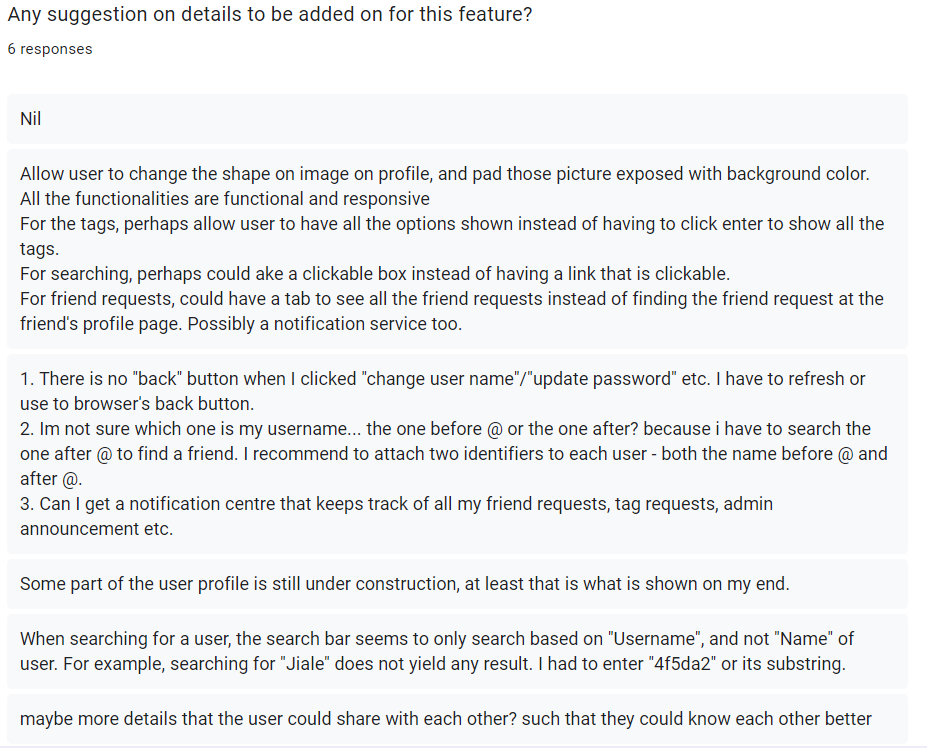 Any suggestion on details to be added on for this feature?
6 responses
Nil
Allow user to change the shape on image on profile, and pad those picture exposed with background color.
All the functionalities are functional and responsive
For the tags, perhaps allow user to have all the options shown instead of having to click enter to show all the
tags.
For searching, perhaps could ake a clickable box instead of having a link that is clickable.
For friend requests, could have a tab to see all the friend requests instead of finding the friend request at the
friend's profile page. Possibly a notification service too.
1. There is no "back" button when I clicked "change user name"/"update password" etc. I have to refresh or
use to browser's back button.
2. Im not sure which one is my username... the one before @ or the one after? because i have to search the
one after @ to find a friend. I recommend to attach two identifiers to each user - both the name before @ and
after @.
3. Can I get a notification centre that keeps track of all my friend requests, tag requests, admin
announcement etc.
Some part of the user profile is still under construction, at least that is what is shown on my end.
When searching for a user, the search bar seems to only search based on "Username", and not "Name" of
user. For example, searching for "Jiale" does not yield any result. I had to enter "4f5da2" or its substring.
maybe more details that the user could share with each other? such that they could know each other better